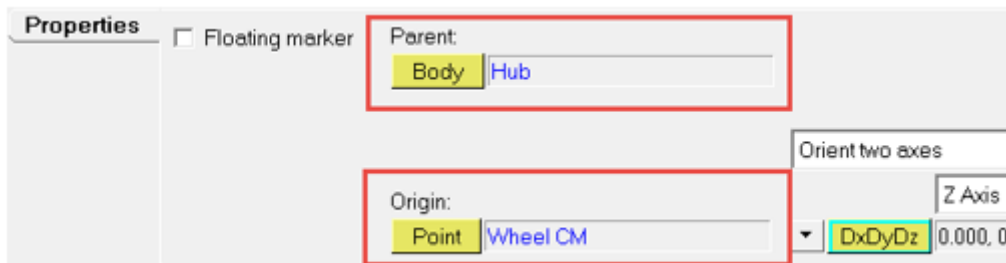 Properties
Floating marker
Parent:
Body Hub
Orient two axes
Origin:
Z Axis
Point Wheel CM
DxDyDz 0.000, 0